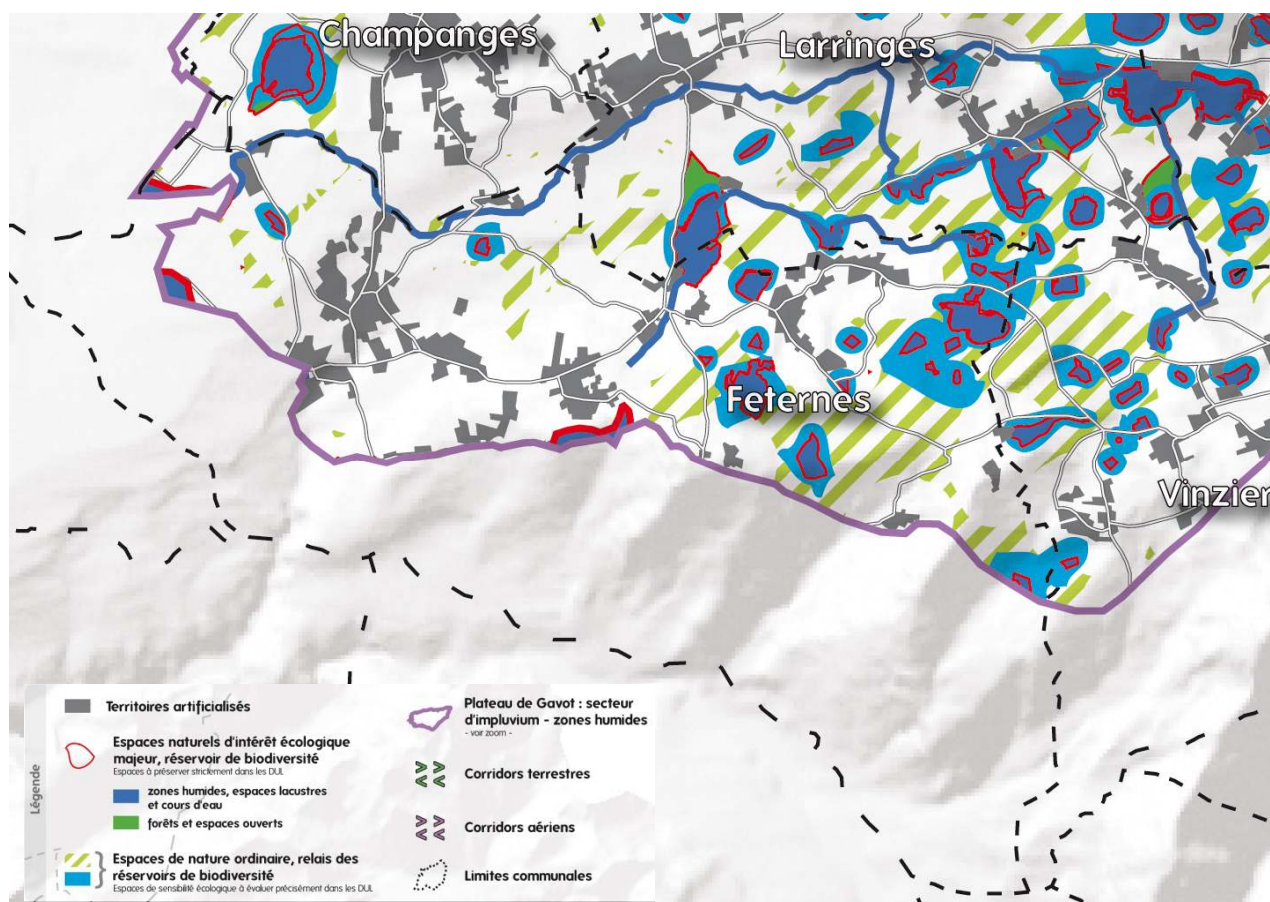 Champanges
Larringes
Feternes
Vinzier
Légende
Territoires artificialisés
Espaces naturels d'intérêt écologique
majeur, réservoir de biodiversité
Espaces à préserver strictement dans les DUL
zones humides, espaces lacustres
et cours d'eau
forêts et espaces ouverts
Espaces de nature ordinaire, relais des
réservoirs de biodiversité
Espaces de sensibilité écologique à évaluer précisément dans les DUL
Plateau de Gavot : secteur
d'impluvium - zones humides
- voir zoom -
Corridors terrestres
Corridors aériens
Limites communales